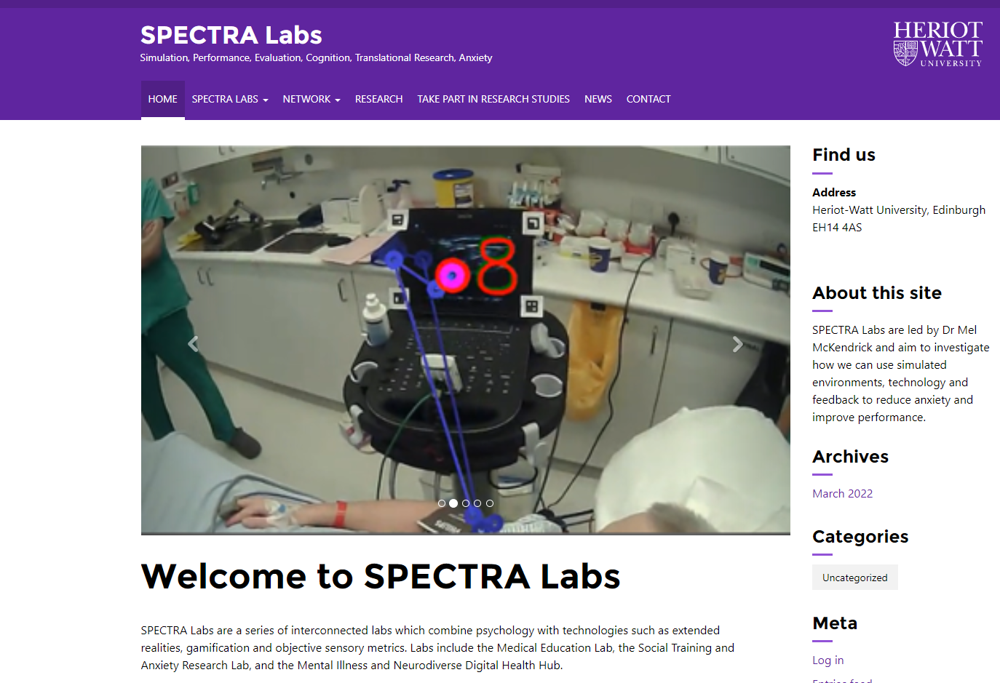 SPECTRA Labs
Simulation, Performance, Evaluation, Cognition, Translational Research, Anxiety
HERIOT
WATT
UNIVERSITY
HOME
SPECTRA LABS
NETWORK
RESEARCH
TAKE PART IN RESEARCH STUDIES
NEWS
CONTACT
8
Welcome to SPECTRA Labs
SPECTRA Labs are a series of interconnected labs which combine psychology with technologies such as extended
realities, gamification and objective sensory metrics. Labs include the Medical Education Lab, the Social Training and
Anxiety Research Lab, and the Mental Illness and Neurodiverse Digital Health Hub.
Find us
Address
Heriot-Watt University, Edinburgh
EH14 4AS
About this site
SPECTRA Labs are led by Dr Mel
McKendrick and aim to investigate
how we can use simulated
environments, technology and
feedback to reduce anxiety and
improve performance.
Archives
March 2022
Categories
Uncategorized
Meta
Log in
Entries feed